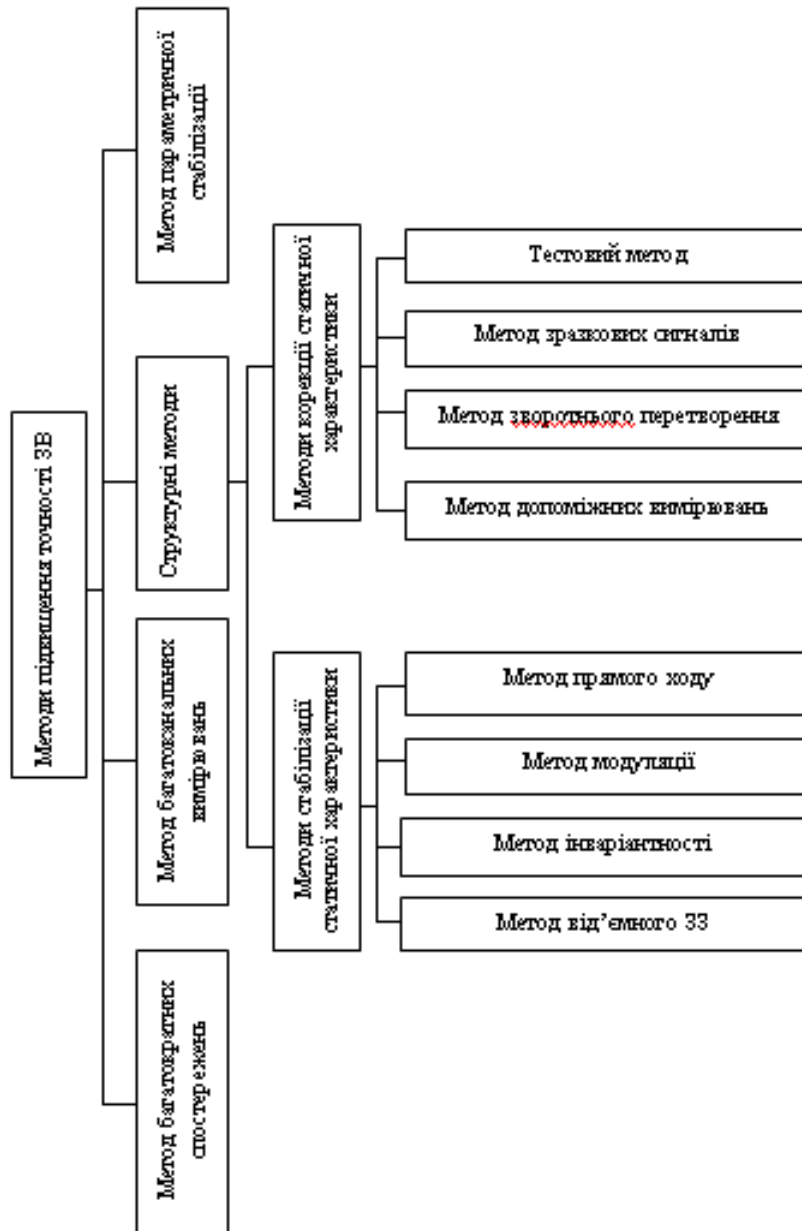 Методи підвищення точності ЗВ
Метод багатократних
спостережень
Метод багатоканальних
вимірювань
Структурні методи
Метод параметричної
стабілізації
Методи стабілізації
статичної характеристики
Методи корекції статичної
характеристики
Тестовий метод
Метод зразкових сигналів
Метод зворотнього перетворення
Метод допоміжних вимірювань
Метод прямого ходу
Метод модуляції
Метод інваріантності
Метод від’ємного ЗЗ